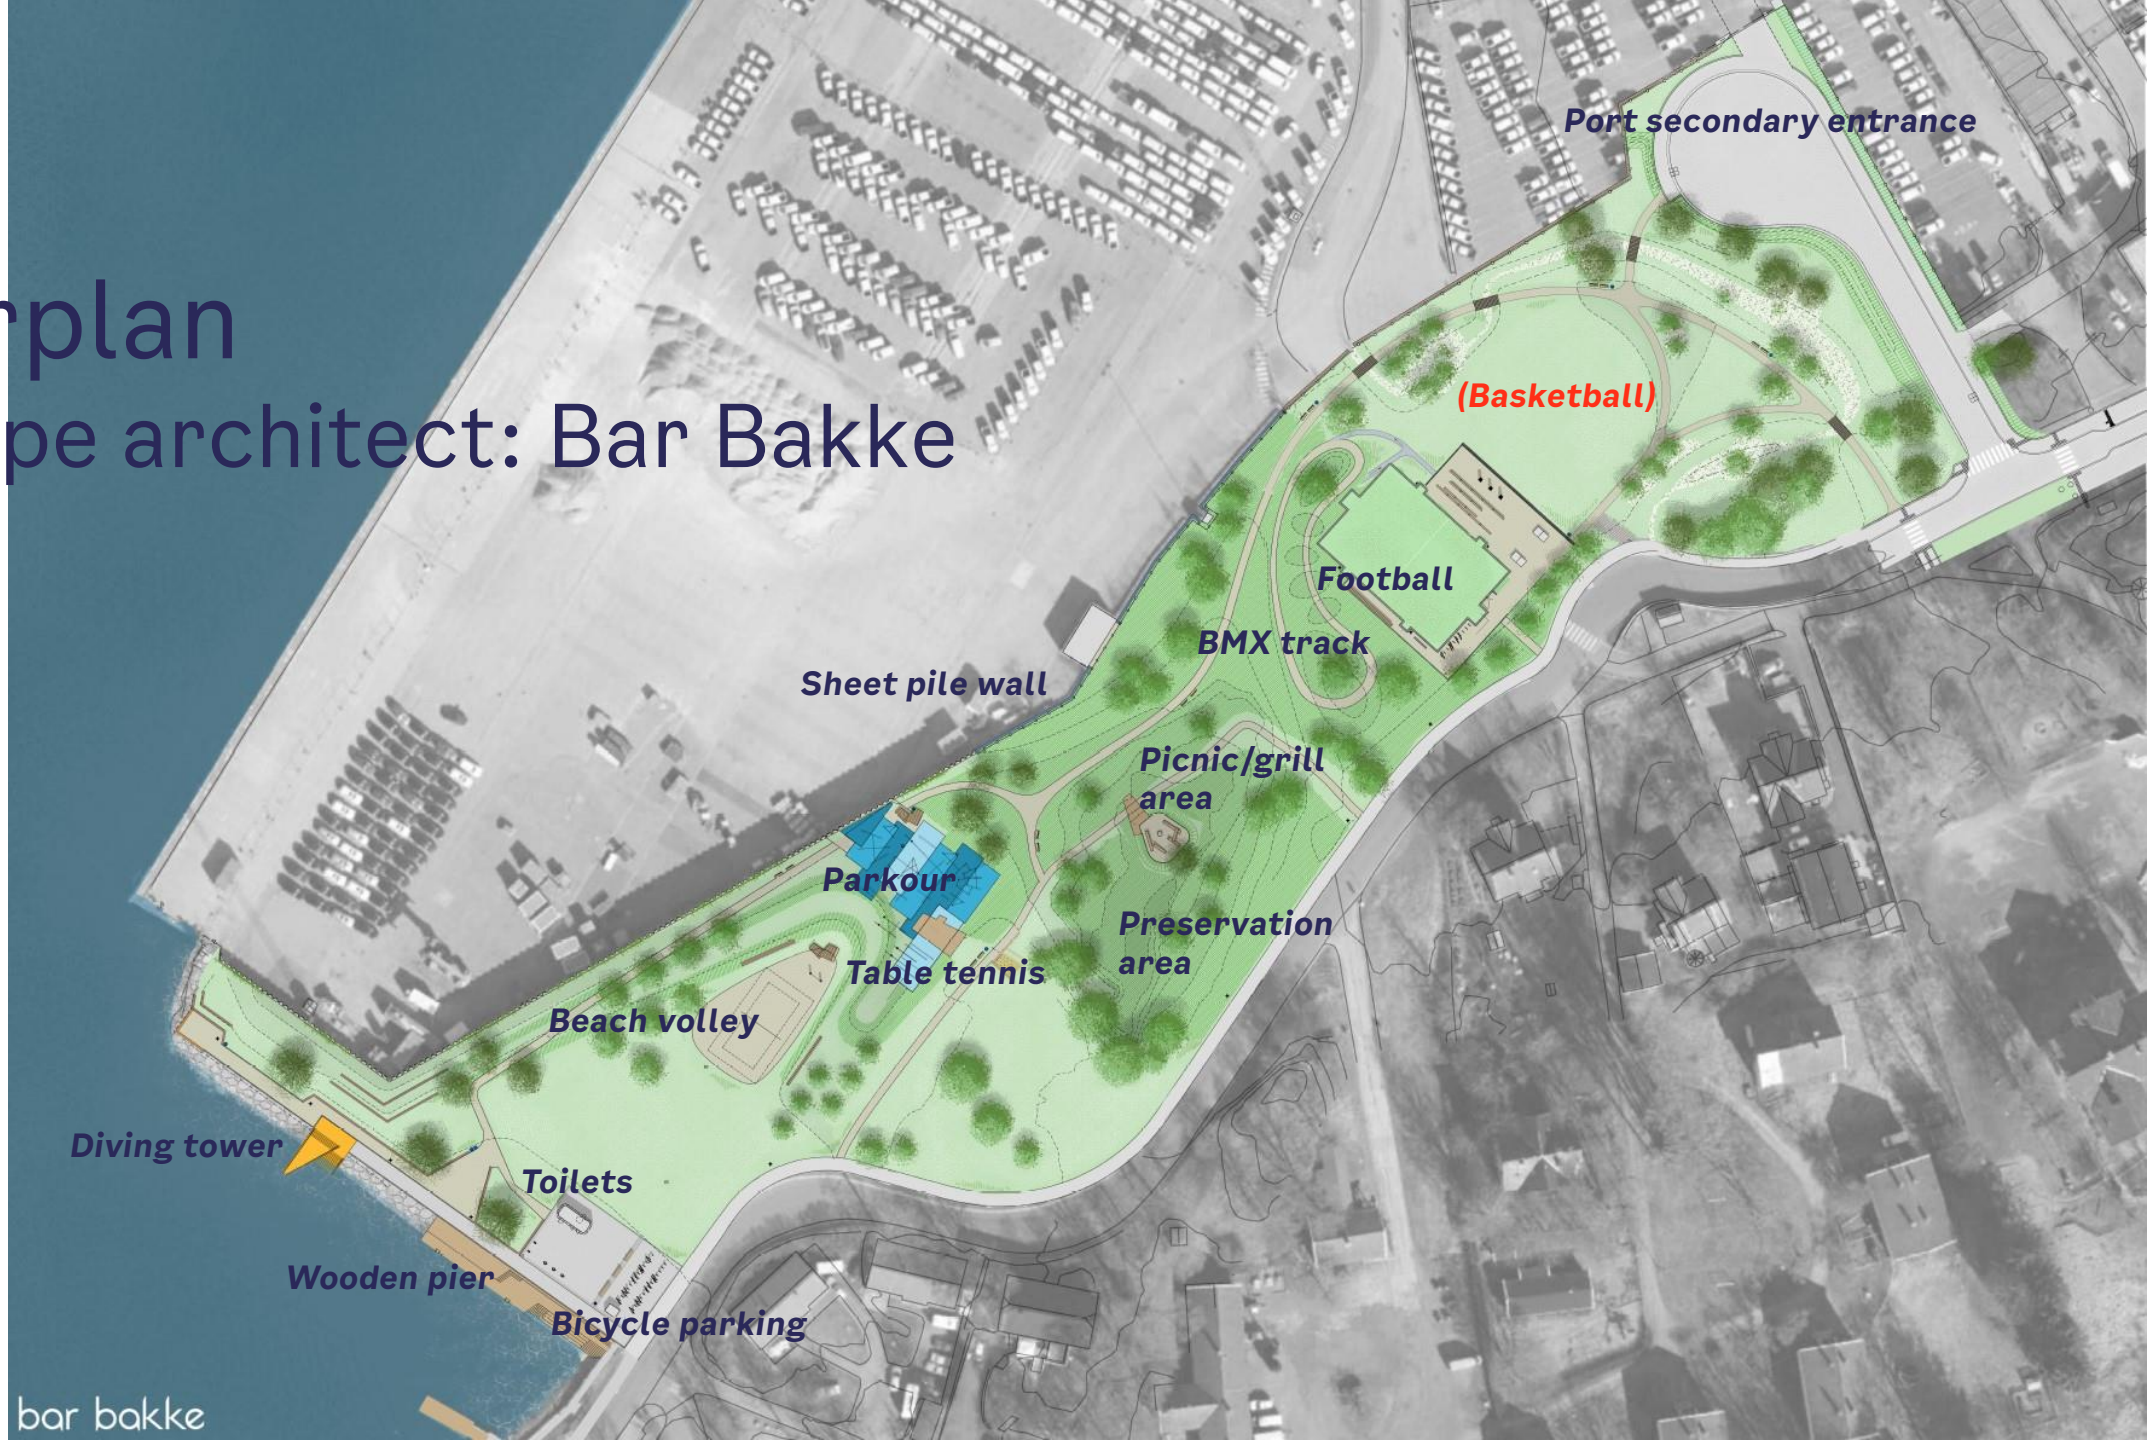 Port secondary entrance
rplan
(Basketball)
pe architect: Bar Bakke
Football
BMX track
Sheet pile wall
Picnic/grill
area
Parkour
Preservation
area
Table tennis
Beach volley
Diving tower
Toilets
Wooden pier
Bicycle parking
bar bakke